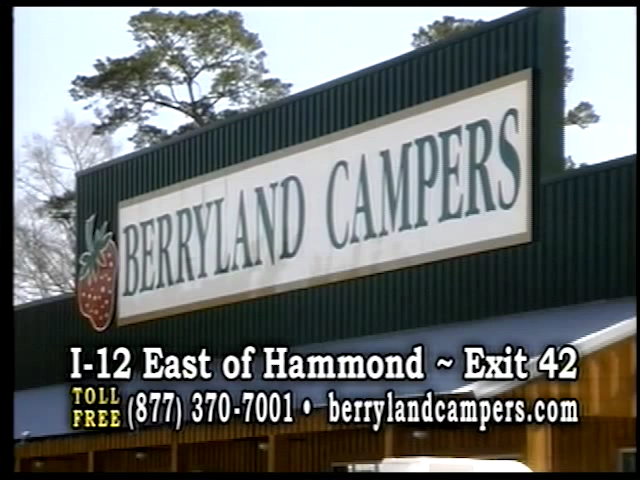 BERRYLAND CAMPERS
I-12 East of Hammond ~ Exit 42
TOLL FREE (877) 370-7001 • berrylandcampers.com